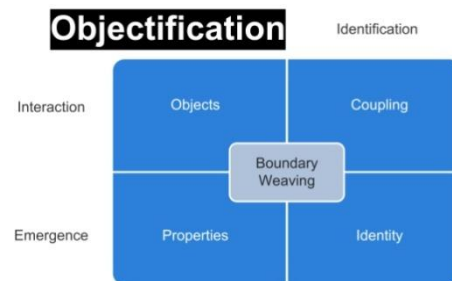 Objectification
Identification
Interaction
Objects
Coupling
Boundary
Weaving
Emergence
Properties
Identity